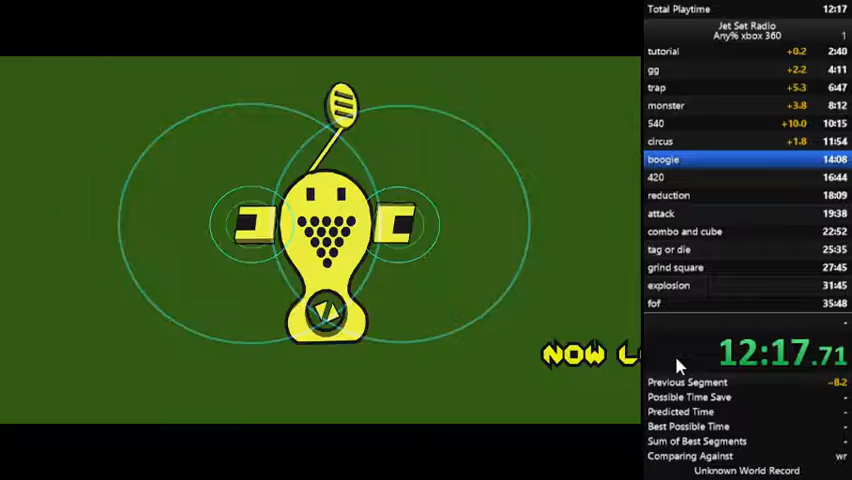 Total Playtime 12:17
Jet Set Radio
Any% xbox 360 1
tutorial +0.2 2:40
gg +2.2 4:11
trap +5.3 6:47
monster +3.8 8:12
540 +10.0 10:15
circus +1.8 11:54
boogie 14:08
420 16:44
reduction 18:09
attack 19:38
combo and cube 22:52
tag or die 25:35
grind square 27:45
explosion 31:45
fof 35:48
-
12:17.71
NOW L
Previous Segment -8.2
Possible Time Save -
Predicted Time -
Best Possible Time -
Sum of Best Segments -
Comparing Against wr
Unknown World Record